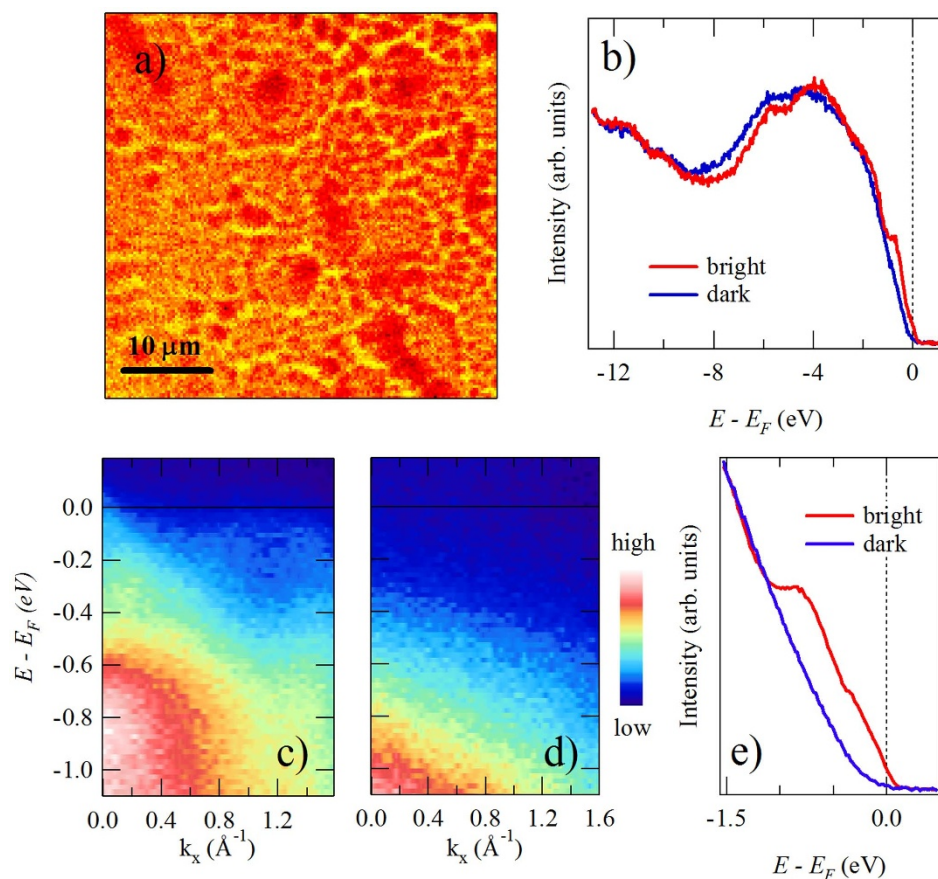 a)
10 μm
b)
Intensity (arb. units)
bright
dark
-12 -8 -4 0
E - E_F (eV)
0.0
-0.2
-0.4
-0.6
-0.8
-1.0
E - E_F (eV)
c)
0.0 0.4 0.8 1.2
k_x (Å⁻¹)
d)
0.0 0.4 0.8 1.2 1.6
k_x (Å⁻¹)
high
low
e)
Intensity (arb. units)
bright
dark
-1.5 0.0
E - E_F (eV)